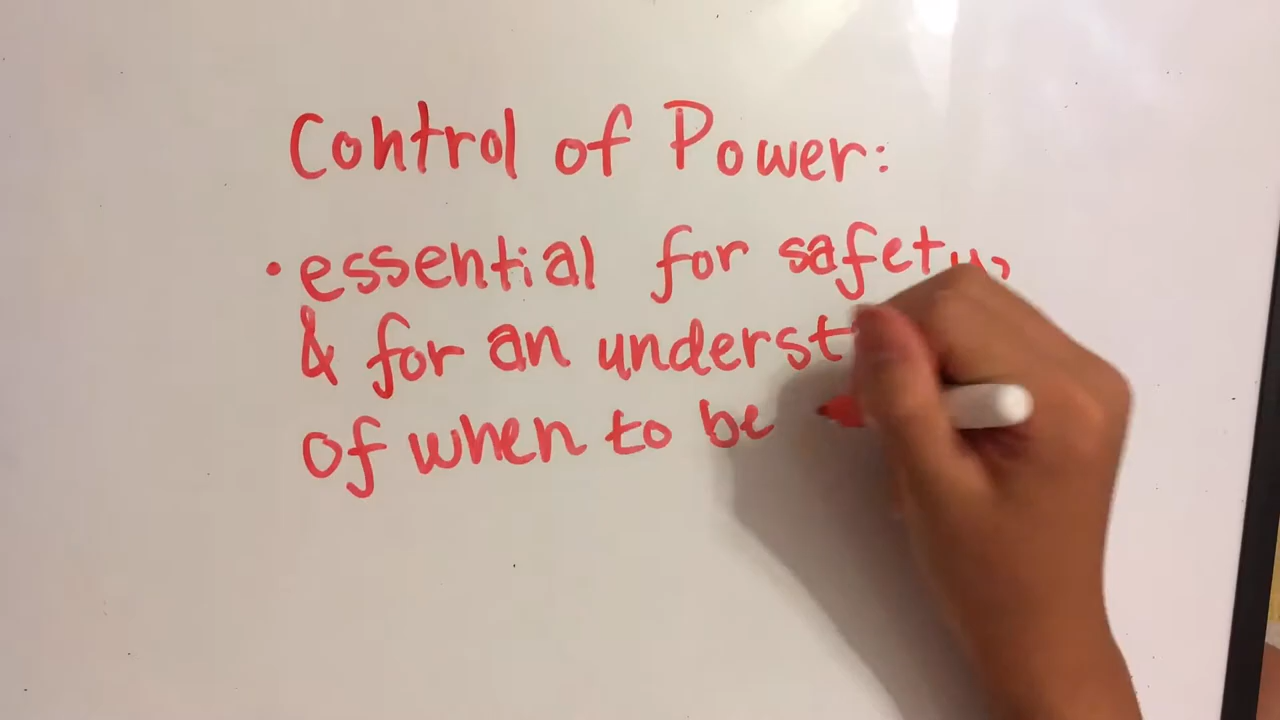 Control of Power:
• essential for safety,
& for an underst
of when to be